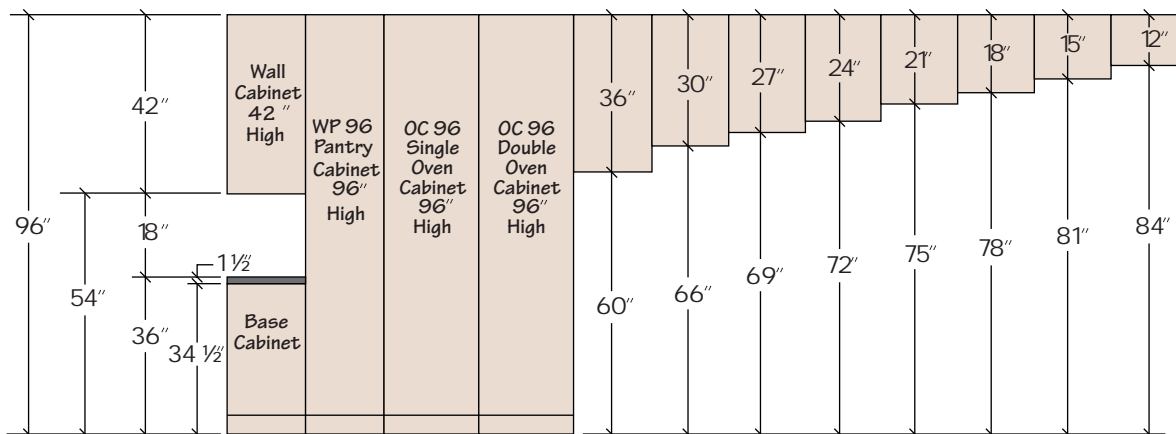 42″
96″
18″
1½″
54″
36″
34 ½″
Wall
Cabinet
42 ″
High
Base
Cabinet
WP 96
Pantry
Cabinet
96″
High
OC 96
Single
Oven
Cabinet
96″
High
OC 96
Double
Oven
Cabinet
96″
High
36″
60″
30″
66″
27″
69″
24″
72″
21″
75″
18″
78″
15″
81″
12″
84″